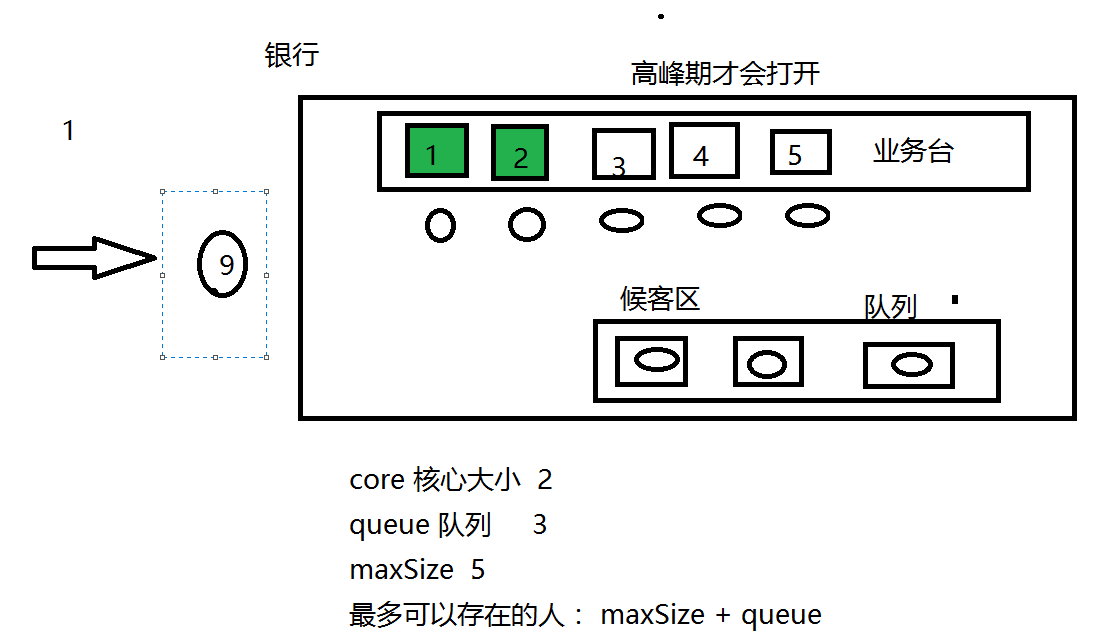 银行
高峰期才会打开
1
1 2 3 4 5 业务台
9
候客区 队列
core 核心大小 2
queue 队列 3
maxSize 5
最多可以存在的人： maxSize + queue